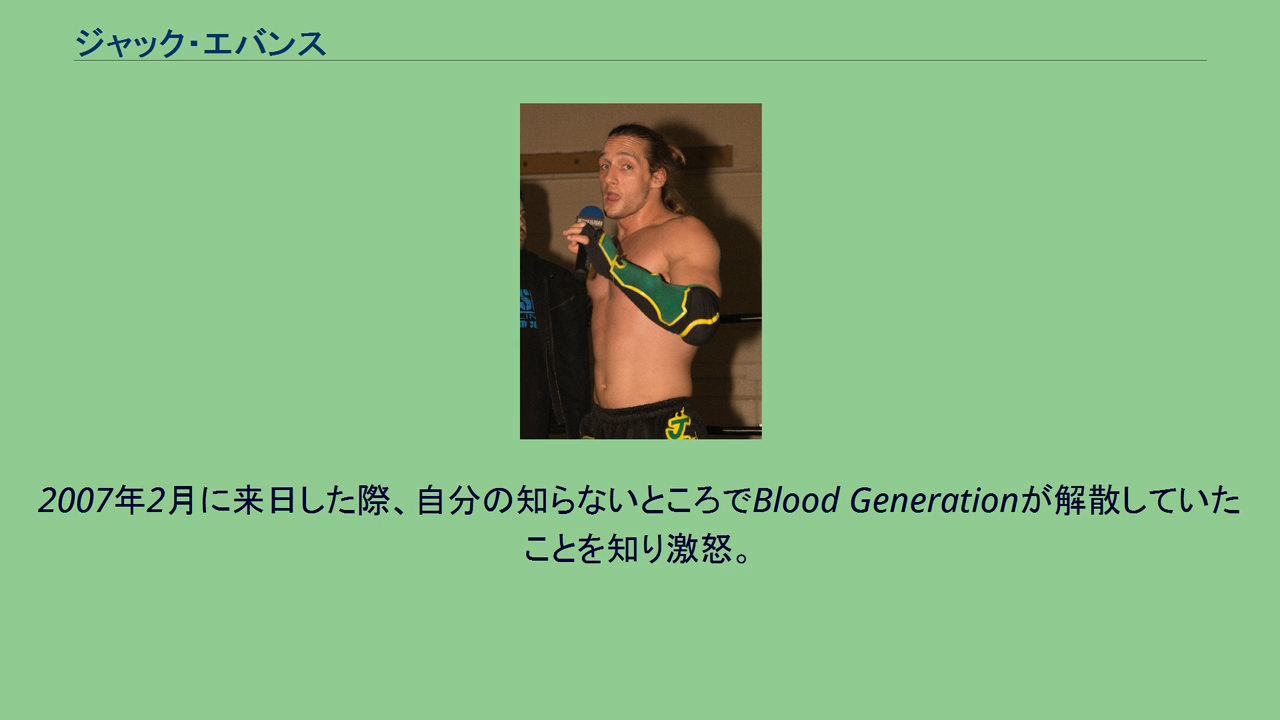 ジャック・エバンス
J
2007年2月に来日した際、自分の知らないところでBlood Generationが解散していた
ことを知り激怒。